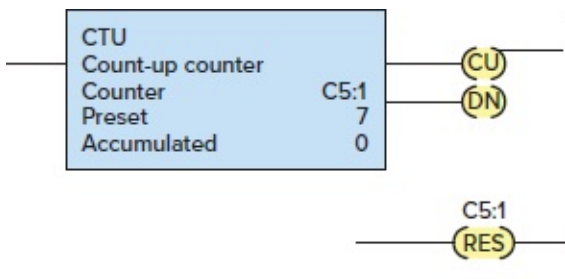 CTU
Count-up counter
Counter C5:1
Preset 7
Accumulated 0
CU
DN
C5:1
RES